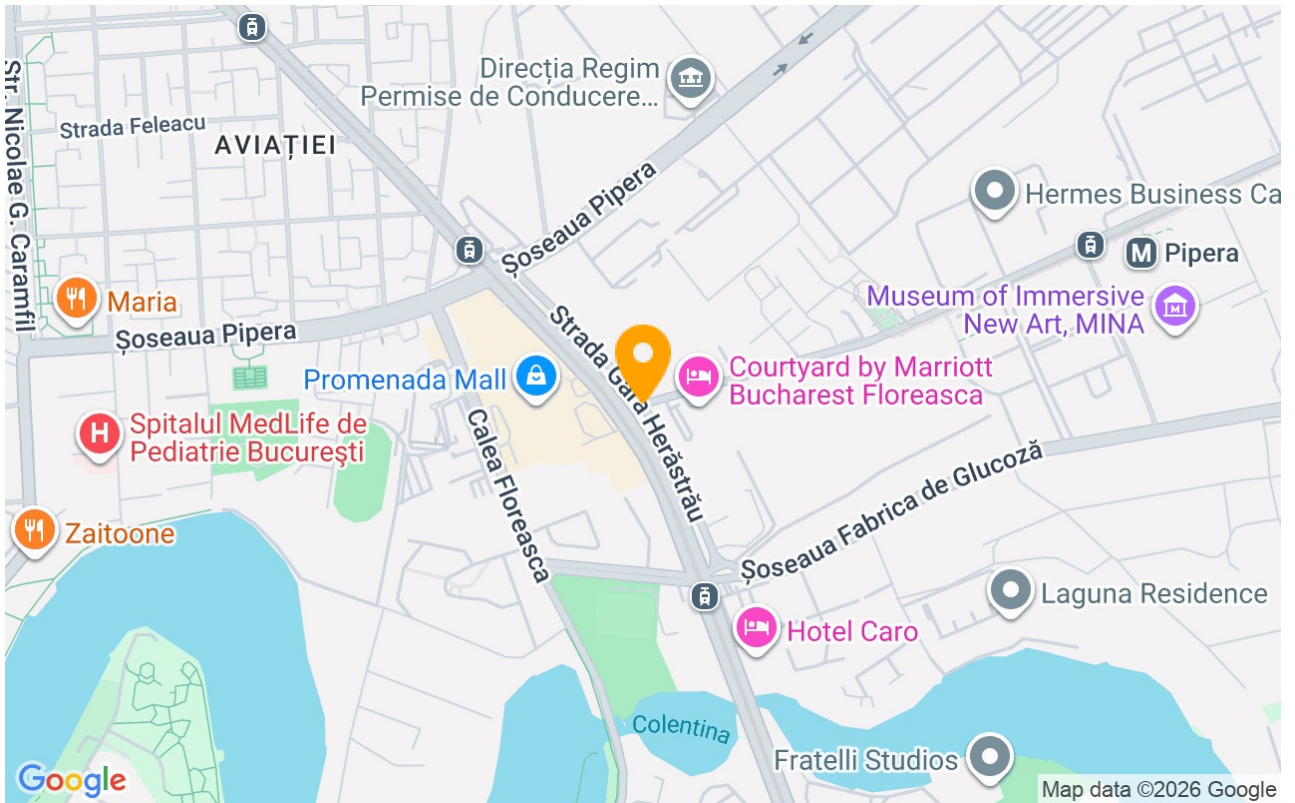 Direcția Regim
Permise de Conducere...
Str. Nicolae G. Caramfil
Strada Feleacu
AVIAȚIEI
Șoseaua Pipera
Hermes Business Ca
M
Pipera
Maria
Museum of Immersive
New Art, MINA
Șoseaua Pipera
Strada Gara Herăstrău
Promenada Mall
Courtyard by Marriott
Bucharest Floreasca
H
Spitalul MedLife de
Pediatrie București
Calea Floreasca
Șoseaua Fabrica de Glucoză
Zaitoone
Laguna Residence
Hotel Caro
Colentina
Fratelli Studios
Google
Map data ©2026 Google